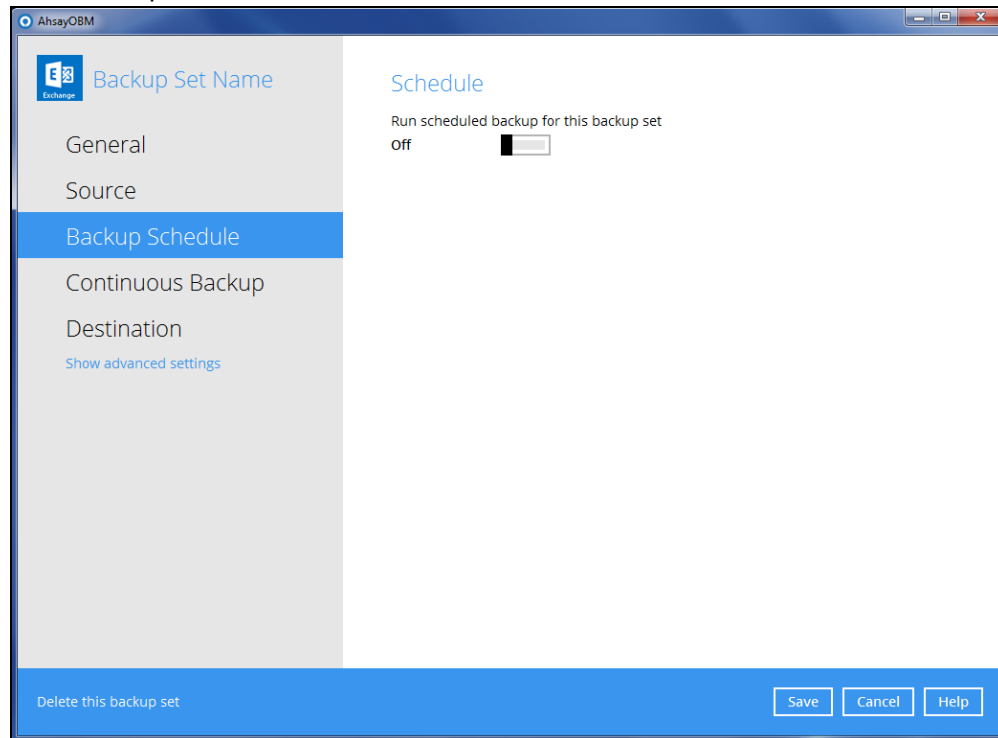 AhsayOBM
E
Exchange
Backup Set Name
General
Source
Backup Schedule
Continuous Backup
Destination
Show advanced settings
Schedule
Run scheduled backup for this backup set
Off
Delete this backup set
Save
Cancel
Help